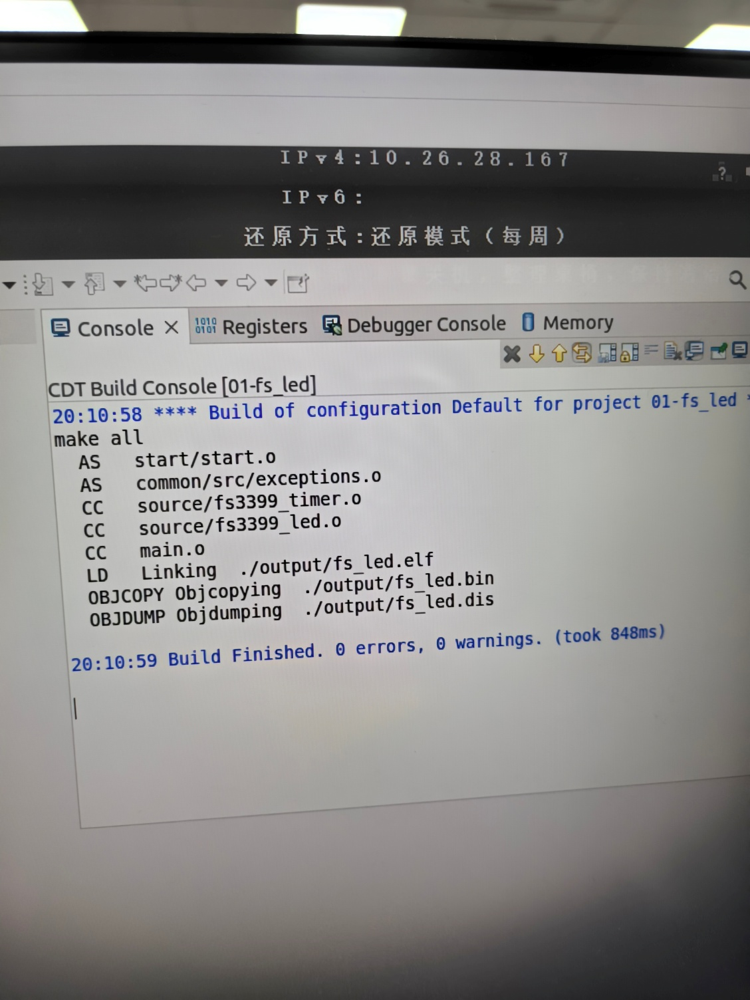 IPv4:10.26.28.167
IPv6:
还原方式:还原模式(每周)
Console
1010 0101 Registers
Debugger Console
Memory
CDT Build Console [01-fs_led]
20:10:58 **** Build of configuration Default for project 01-fs_led *
make all
AS start/start.o
AS common/src/exceptions.o
CC source/fs3399_timer.o
CC source/fs3399_led.o
CC main.o
LD Linking ./output/fs_led.elf
OBJCOPY Objcopying ./output/fs_led.bin
OBJDUMP Objdumping ./output/fs_led.dis
20:10:59 Build Finished. 0 errors, 0 warnings. (took 848ms)